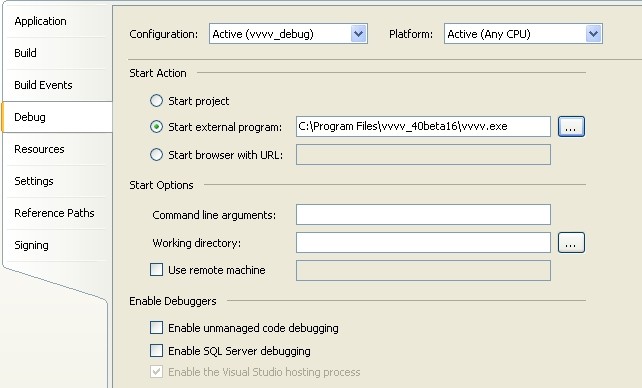 Application
Build
Build Events
Debug
Resources
Settings
Reference Paths
Signing
Configuration: Active (vvvv_debug) Platform: Active (Any CPU)
Start Action
Start project
Start external program: C:\Program Files\vvvv_40beta16\vvvv.exe ...
Start browser with URL:
Start Options
Command line arguments:
Working directory: ...
Use remote machine
Enable Debuggers
Enable unmanaged code debugging
Enable SQL Server debugging
Enable the Visual Studio hosting process